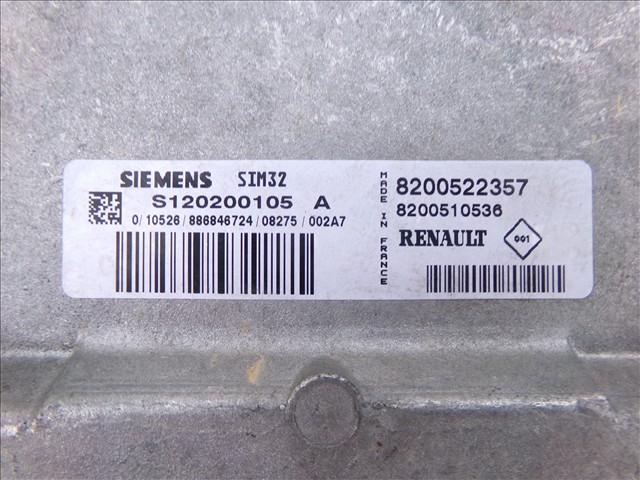 SIEMENS SIM32
S120200105 A
0/10526/886846724/08275/002A7
MADE IN FRANCE
8200522357
8200510536
RENAULT 001